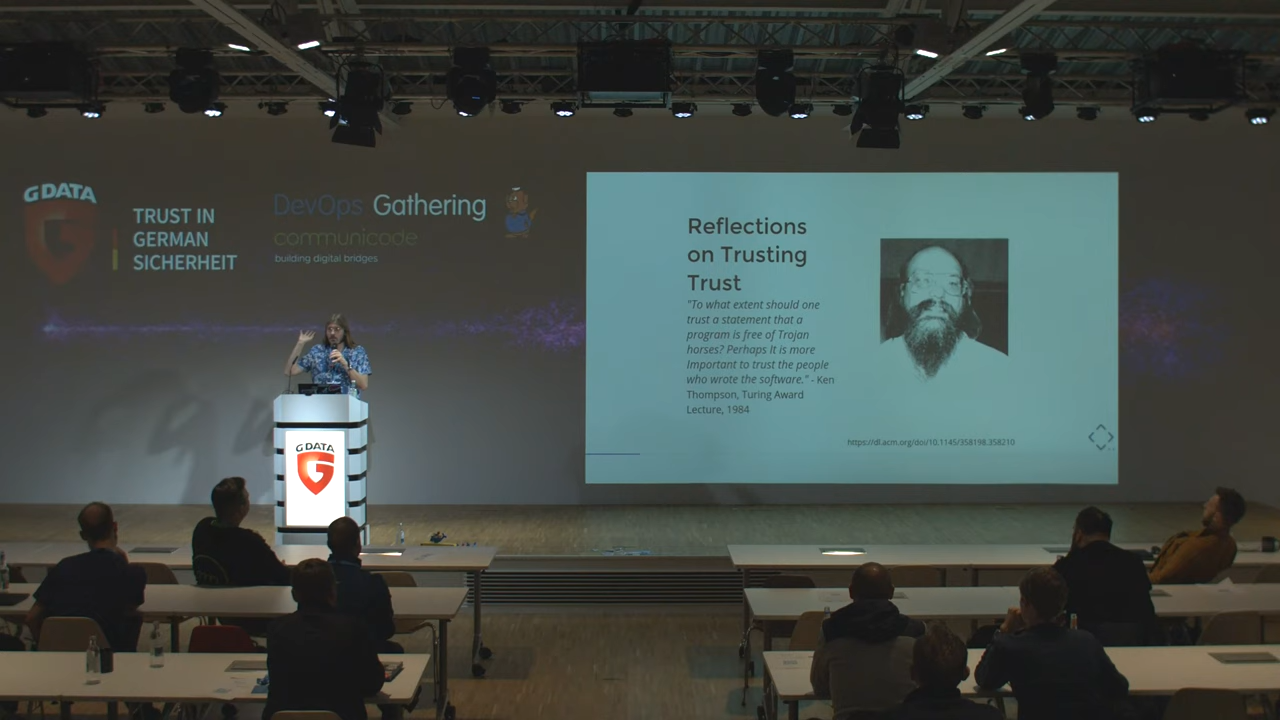 G DATA
TRUST IN
GERMAN
SICHERHEIT
DevOps Gathering
communicode
building digital bridges
Reflections
on Trusting
Trust
"To what extent should one
trust a statement that a
program is free of Trojan
horses? Perhaps It is more
Important to trust the people
who wrote the software." - Ken
Thompson, Turing Award
Lecture, 1984
https://dl.acm.org/doi/10.1145/358198.358210
G DATA